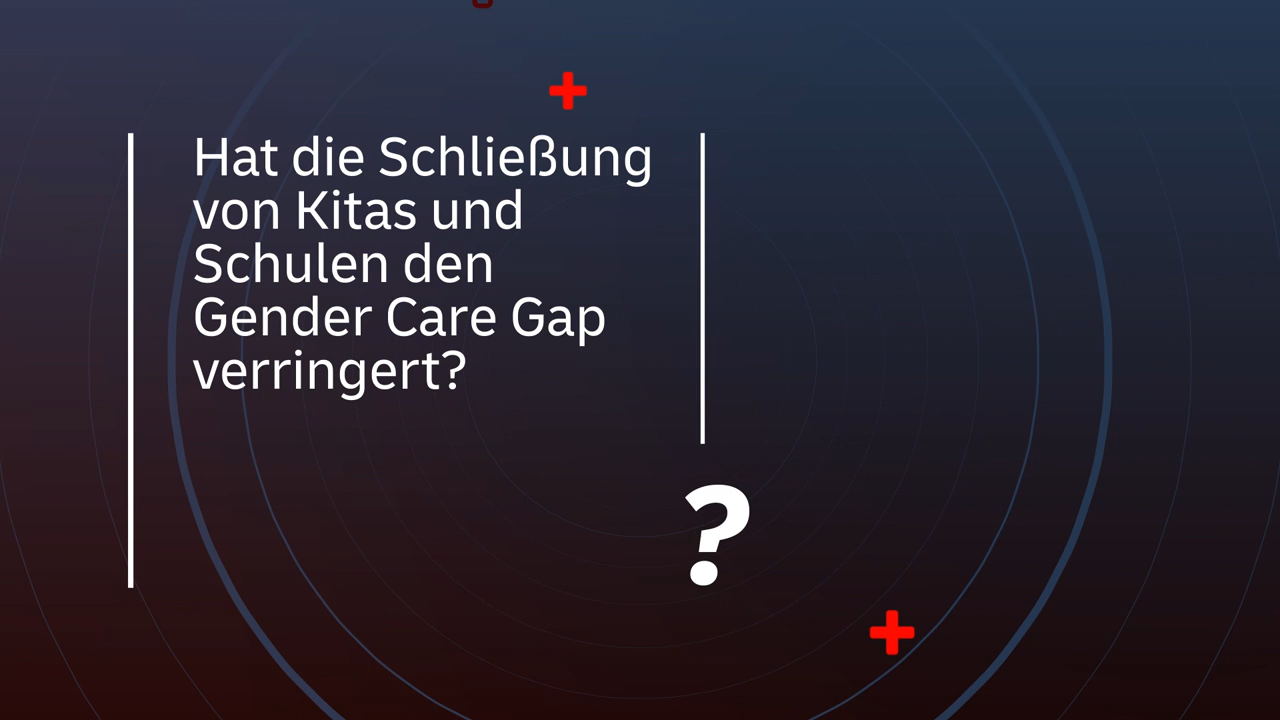 Hat die Schließung
von Kitas und
Schulen den
Gender Care Gap
verringert?
?